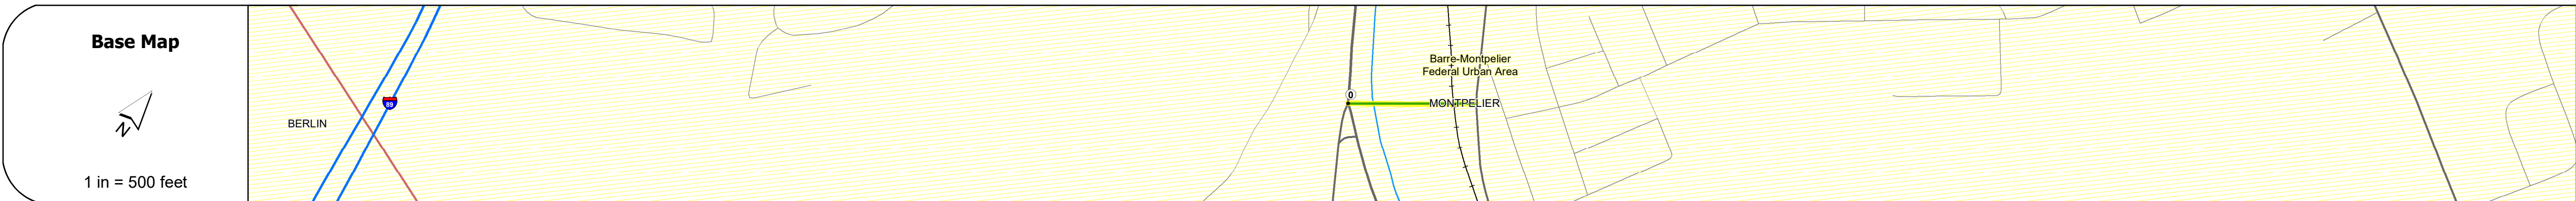 Base Map
N
1 in = 500 feet
BERLIN
89
0
Barre-Montpelier
Federal Urban Area
MONTPELIER